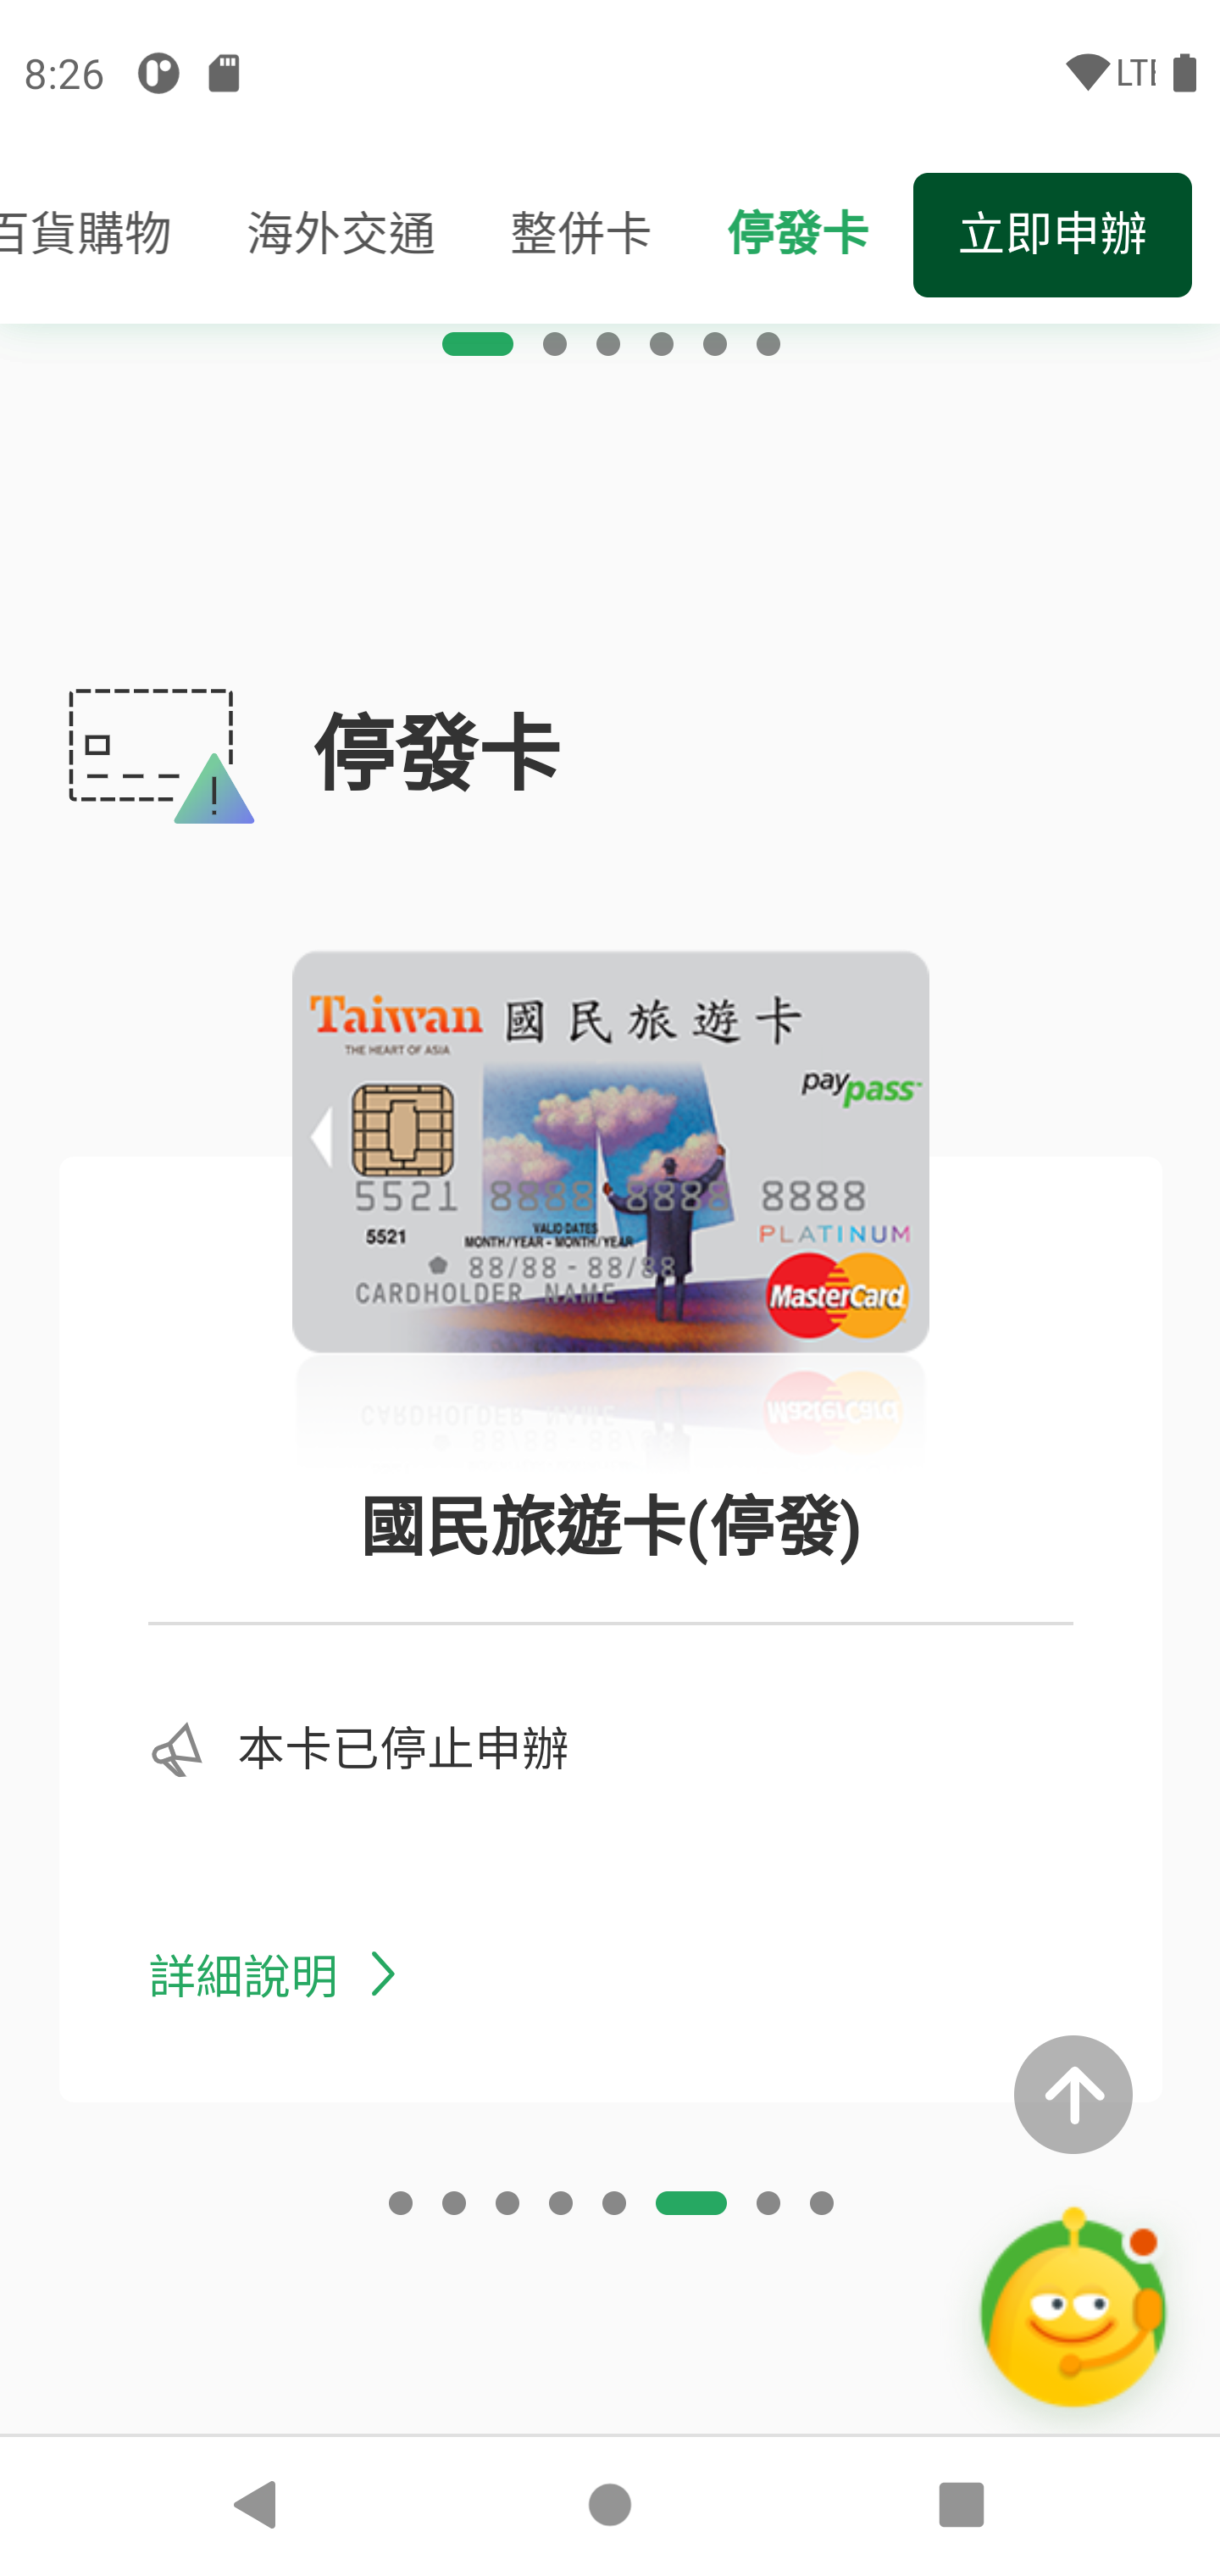 8:26
LTE
百貨購物 海外交通 整併卡 停發卡 立即申辦
停發卡
Taiwan 國民旅遊卡
THE HEART OF ASIA
paypass
5521 8888 8888 8888
5521 VALID DATES
MONTH/YEAR - MONTH/YEAR
PLATINUM
88/88 - 88/88
CARDHOLDER NAME
MasterCard
國民旅遊卡(停發)
本卡已停止申辦
詳細說明